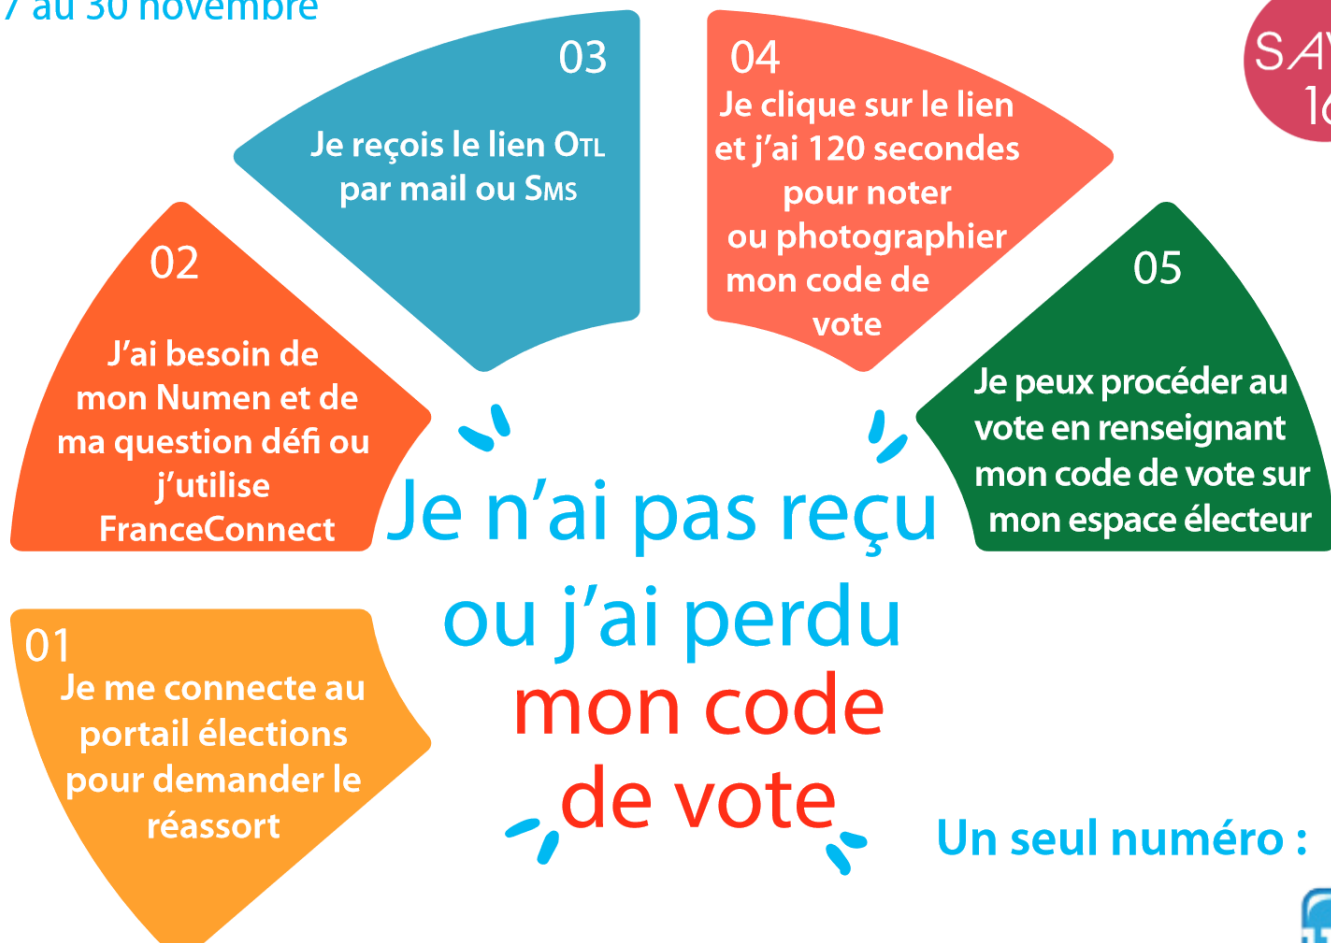 7 au 30 novembre
03
Je reçois le lien OTL
par mail ou SMS
04
Je clique sur le lien
et j’ai 120 secondes
pour noter
ou photographier
mon code de
vote
02
J’ai besoin de
mon Numen et de
ma question défi ou
j’utilise
FranceConnect
05
Je peux procéder au
vote en renseignant
mon code de vote sur
mon espace électeur
Je n’ai pas reçu
ou j’ai perdu
mon code
de vote
01
Je me connecte au
portail élections
pour demander le
réassort
Un seul numéro :